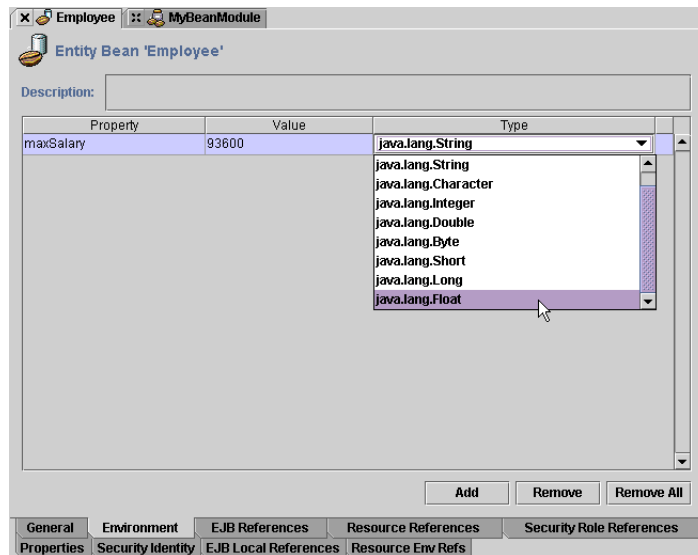 Employee MyBeanModule
Entity Bean 'Employee'
Description:
Property Value Type
maxSalary 93600 java.lang.String
java.lang.String
java.lang.Character
java.lang.Integer
java.lang.Double
java.lang.Byte
java.lang.Short
java.lang.Long
java.lang.Float
Add Remove Remove All
General Environment EJB References Resource References Security Role References
Properties Security Identity EJB Local References Resource Env Refs